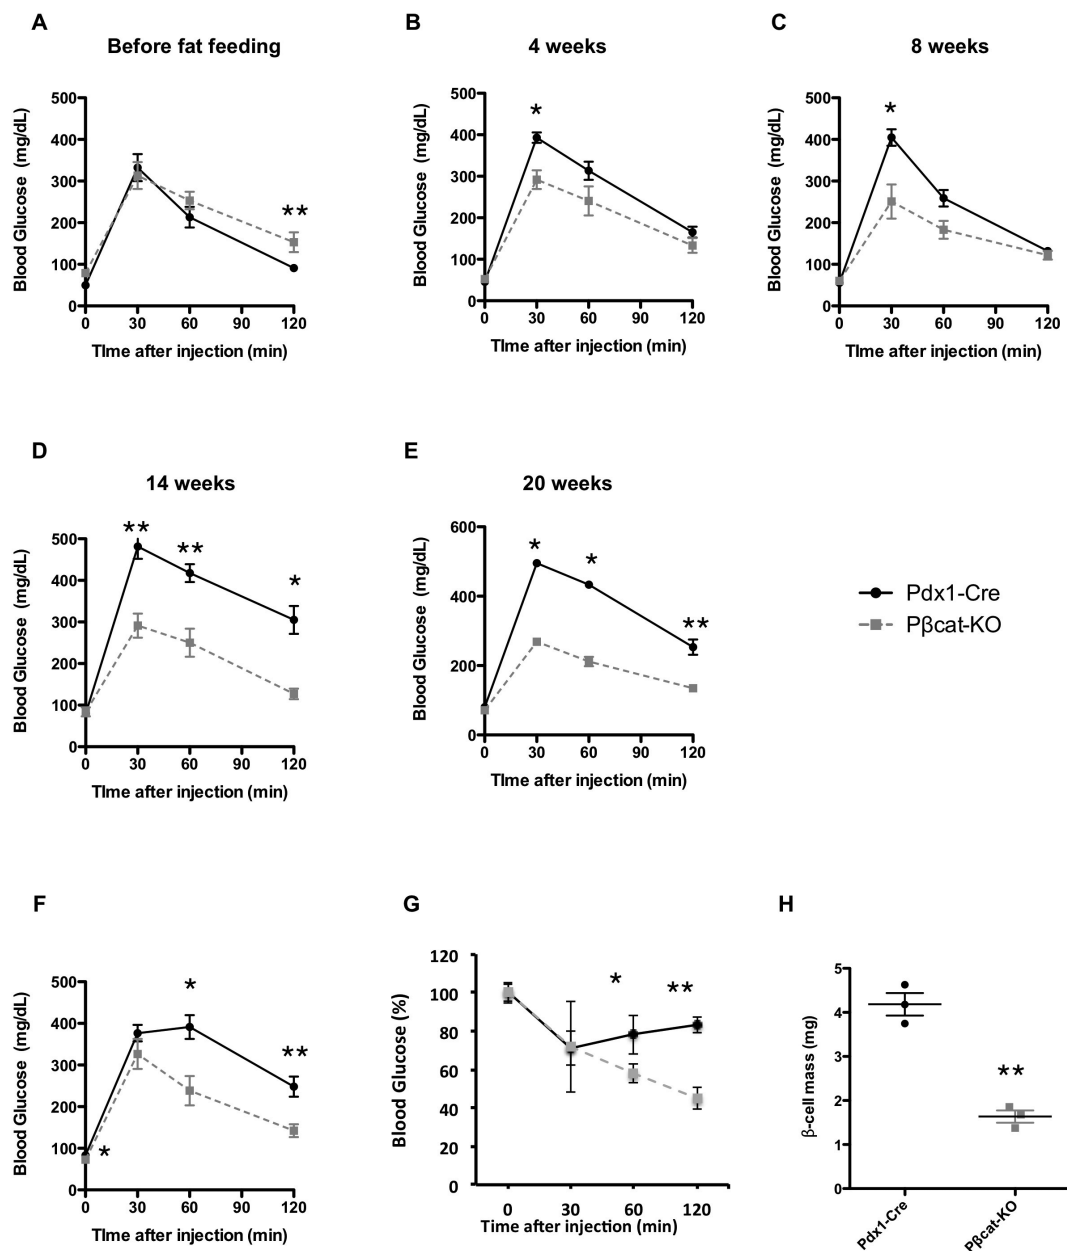 A
Before fat feeding
Blood Glucose (mg/dL)
500
400
300
200
100
0
**
0 30 60 90 120
TIme after injection (min)
B
4 weeks
Blood Glucose (mg/dL)
500
400
300
200
100
0
*
0 30 60 90 120
TIme after injection (min)
C
8 weeks
Blood Glucose (mg/dL)
500
400
300
200
100
0
*
0 30 60 90 120
TIme after injection (min)
D
14 weeks
Blood Glucose (mg/dL)
500
400
300
200
100
0
** ** *
0 30 60 90 120
TIme after injection (min)
E
20 weeks
Blood Glucose (mg/dL)
600
400
200
0
* * **
0 30 60 90 120
TIme after injection (min)
Pdx1-Cre
Pβcat-KO
F
Blood Glucose (mg/dL)
500
400
300
200
100
0
* * **
0 30 60 90 120
TIme after injection (min)
G
Blood Glucose (%)
120
100
80
60
40
20
0
* **
0 30 60 120
Time after injection (min)
H
β-cell mass (mg)
5
4
3
2
1
0
**
Pdx1-Cre
Pβcat-KO